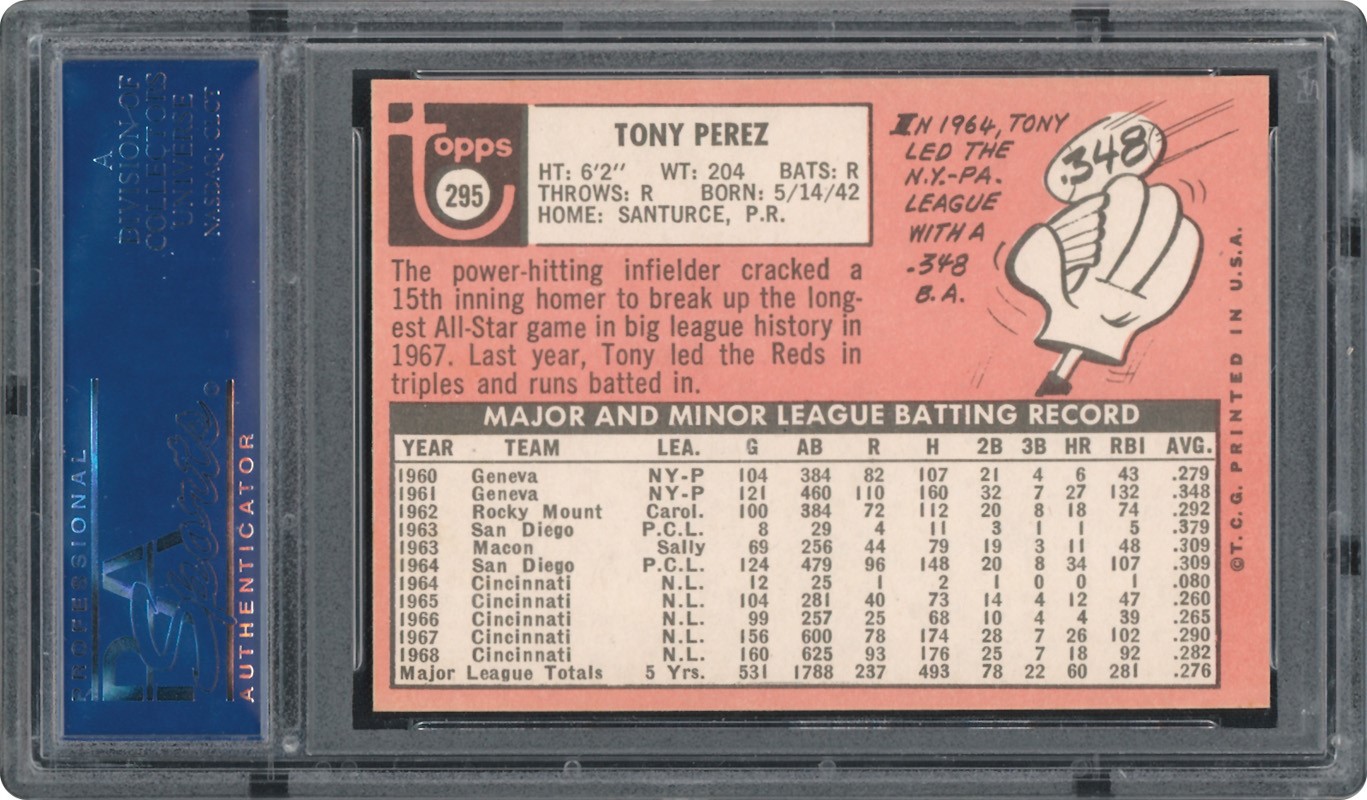 A
DIVISION OF
COLLECTORS
UNIVERSE
NASDAQ: CLCT
PROFESSIONAL
PSA
Sports
AUTHENTICATOR
topps
295
TONY PEREZ
HT: 6'2" WT: 204 BATS: R
THROWS: R BORN: 5/14/42
HOME: SANTURCE, P.R.
The power-hitting infielder cracked a
15th inning homer to break up the long-
est All-Star game in big league history in
1967. Last year, Tony led the Reds in
triples and runs batted in.
IN 1964, TONY
LED THE
N.Y.-PA.
LEAGUE
WITH A
.348
B.A.
.348
MAJOR AND MINOR LEAGUE BATTING RECORD
YEAR TEAM LEA. G AB R H 2B 3B HR RBI AVG.
1960 Geneva NY-P 104 384 82 107 21 4 6 43 .279
1961 Geneva NY-P 121 460 110 160 32 7 27 132 .348
1962 Rocky Mount Carol. 100 384 72 112 20 8 18 74 .292
1963 San Diego P.C.L. 8 29 4 11 3 1 1 5 .379
1963 Macon Sally 69 256 44 79 19 3 11 48 .309
1964 San Diego P.C.L. 124 479 96 148 20 8 34 107 .309
1964 Cincinnati N.L. 12 25 1 2 1 0 0 1 .080
1965 Cincinnati N.L. 104 281 40 73 14 4 12 47 .260
1966 Cincinnati N.L. 99 257 25 68 10 4 4 39 .265
1967 Cincinnati N.L. 156 600 78 174 28 7 26 102 .290
1968 Cincinnati N.L. 160 625 93 176 25 7 18 92 .282
Major League Totals 5 Yrs. 531 1788 237 493 78 22 60 281 .276
©T.C.G. PRINTED IN U.S.A.